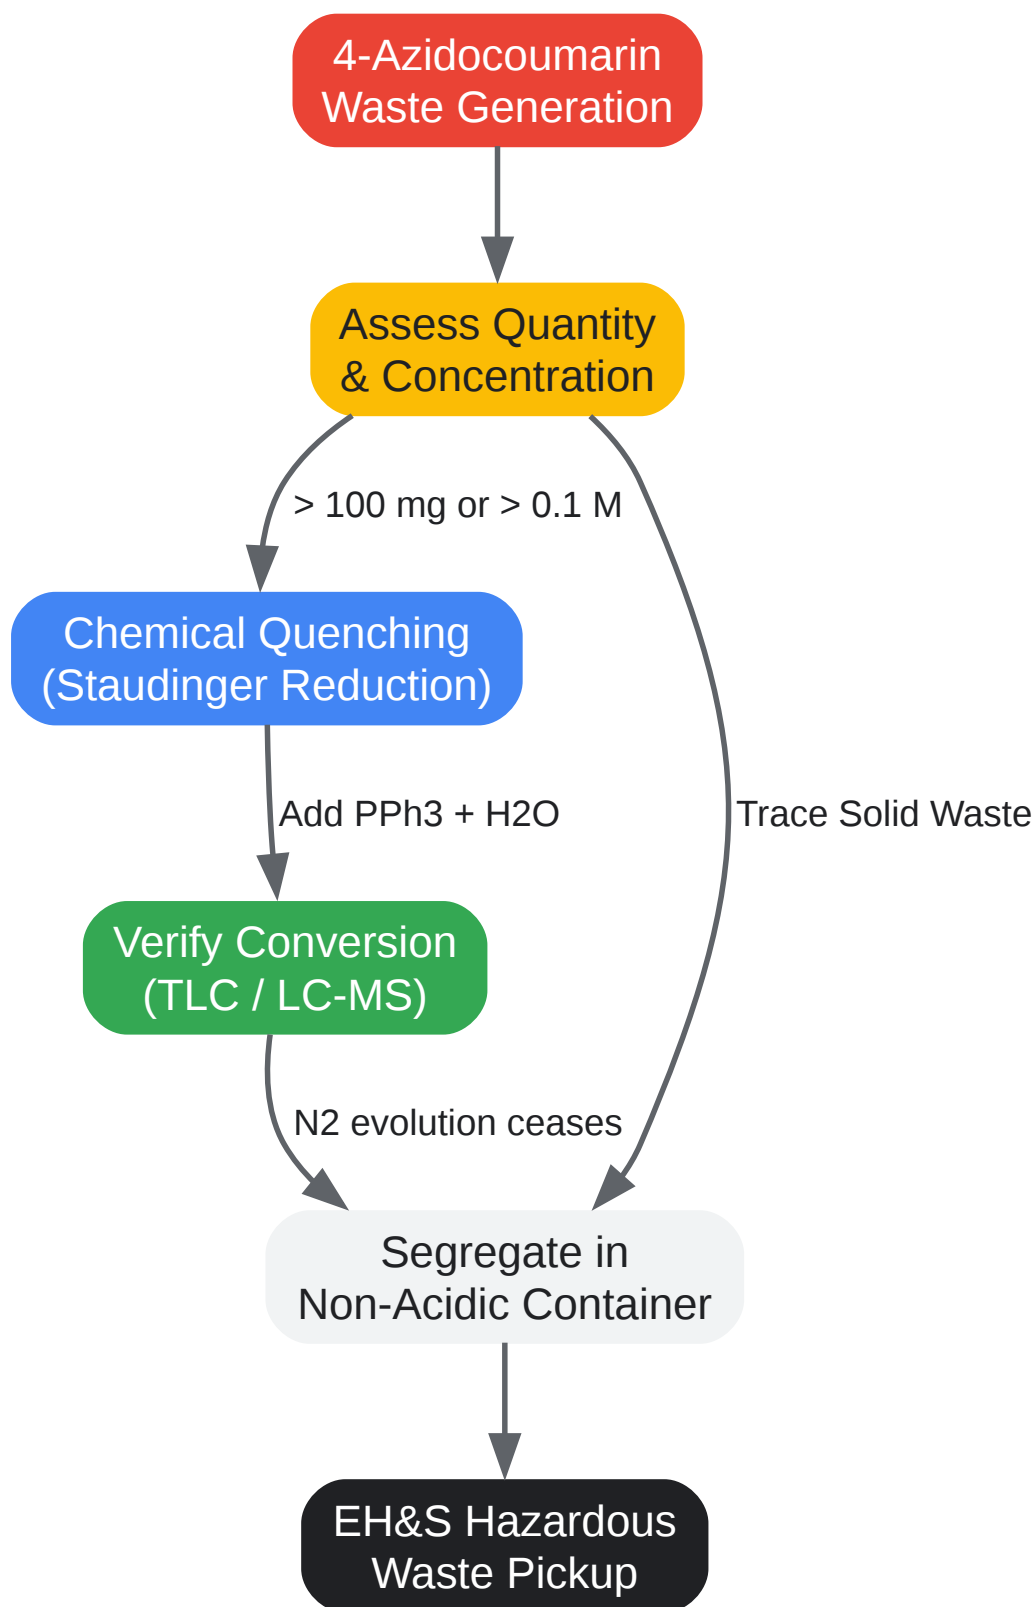 4-Azidocoumarin
Waste Generation
Assess Quantity
& Concentration
> 100 mg or > 0.1 M
Chemical Quenching
(Staudinger Reduction)
Add PPh3 + H2O
Trace Solid Waste
Verify Conversion
(TLC / LC-MS)
N2 evolution ceases
Segregate in
Non-Acidic Container
EH&S Hazardous
Waste Pickup